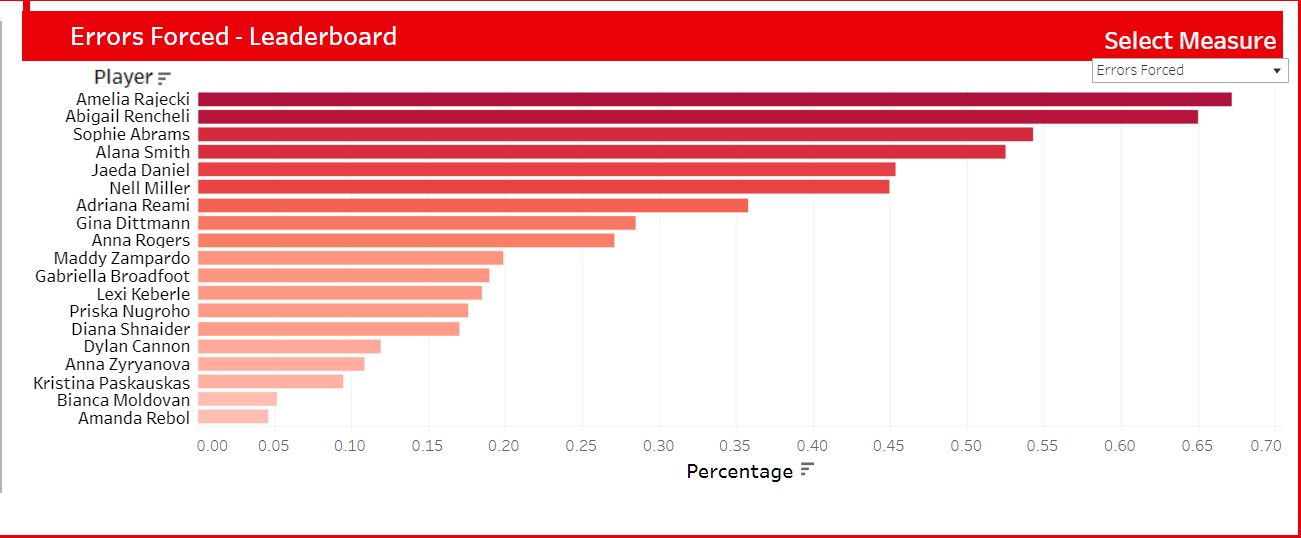 Errors Forced - Leaderboard
Select Measure
Errors Forced
Player
Amelia Rajecki
Abigail Rencheli
Sophie Abrams
Alana Smith
Jaeda Daniel
Nell Miller
Adriana Reami
Gina Dittmann
Anna Rogers
Maddy Zampardo
Gabriella Broadfoot
Lexi Keberle
Priska Nugroho
Diana Shnaider
Dylan Cannon
Anna Zyryanova
Kristina Paskauskas
Bianca Moldovan
Amanda Rebol
0.00 0.05 0.10 0.15 0.20 0.25 0.30 0.35 0.40 0.45 0.50 0.55 0.60 0.65 0.70
Percentage